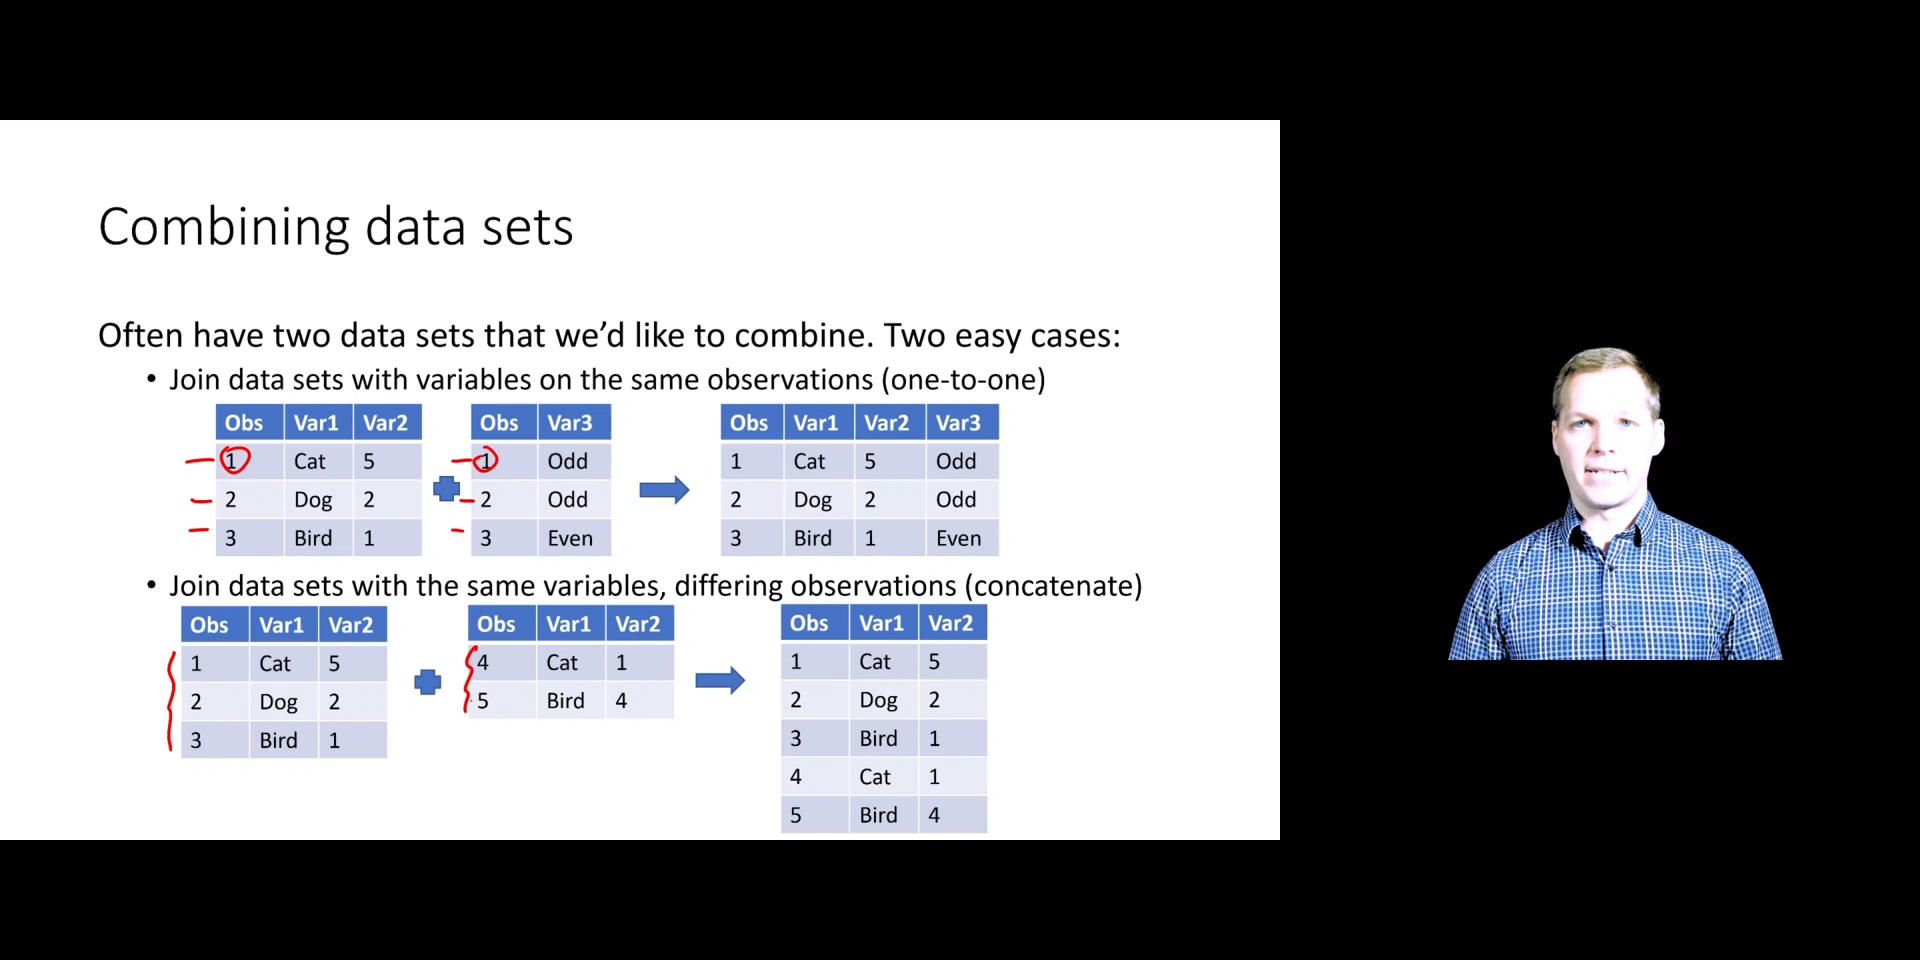 Combining data sets
Often have two data sets that we’d like to combine. Two easy cases:
• Join data sets with variables on the same observations (one-to-one)
Obs Var1 Var2
1 Cat 5
2 Dog 2
3 Bird 1
Obs Var3
1 Odd
2 Odd
3 Even
Obs Var1 Var2 Var3
1 Cat 5 Odd
2 Dog 2 Odd
3 Bird 1 Even
• Join data sets with the same variables, differing observations (concatenate)
Obs Var1 Var2
1 Cat 5
2 Dog 2
3 Bird 1
Obs Var1 Var2
4 Cat 1
5 Bird 4
Obs Var1 Var2
1 Cat 5
2 Dog 2
3 Bird 1
4 Cat 1
5 Bird 4